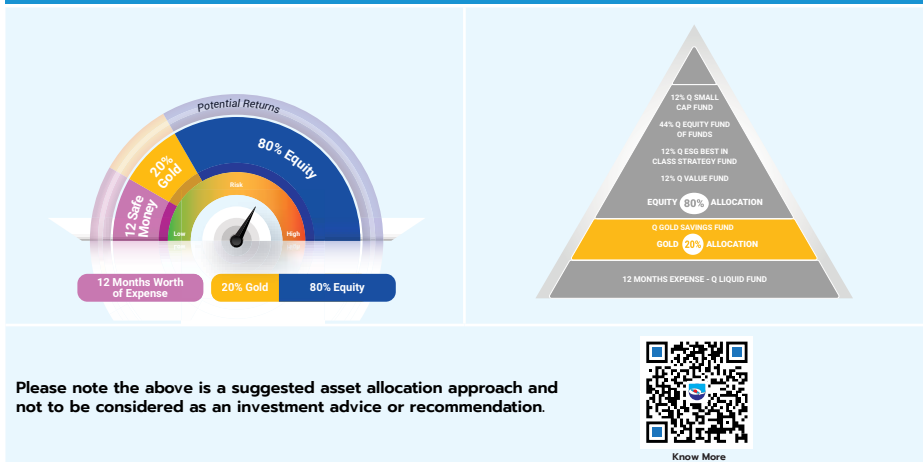 Potential Returns
80% Equity
20%
Gold
12 Safe
Money
Risk
Low
High
12 Months Worth
of Expense
20% Gold
80% Equity
12% Q SMALL
CAP FUND
44% Q EQUITY FUND
OF FUNDS
12% Q ESG BEST IN
CLASS STRATEGY FUND
12% Q VALUE FUND
EQUITY 80% ALLOCATION
Q GOLD SAVINGS FUND
GOLD 20% ALLOCATION
12 MONTHS EXPENSE - Q LIQUID FUND
Please note the above is a suggested asset allocation approach and
not to be considered as an investment advice or recommendation.
Know More